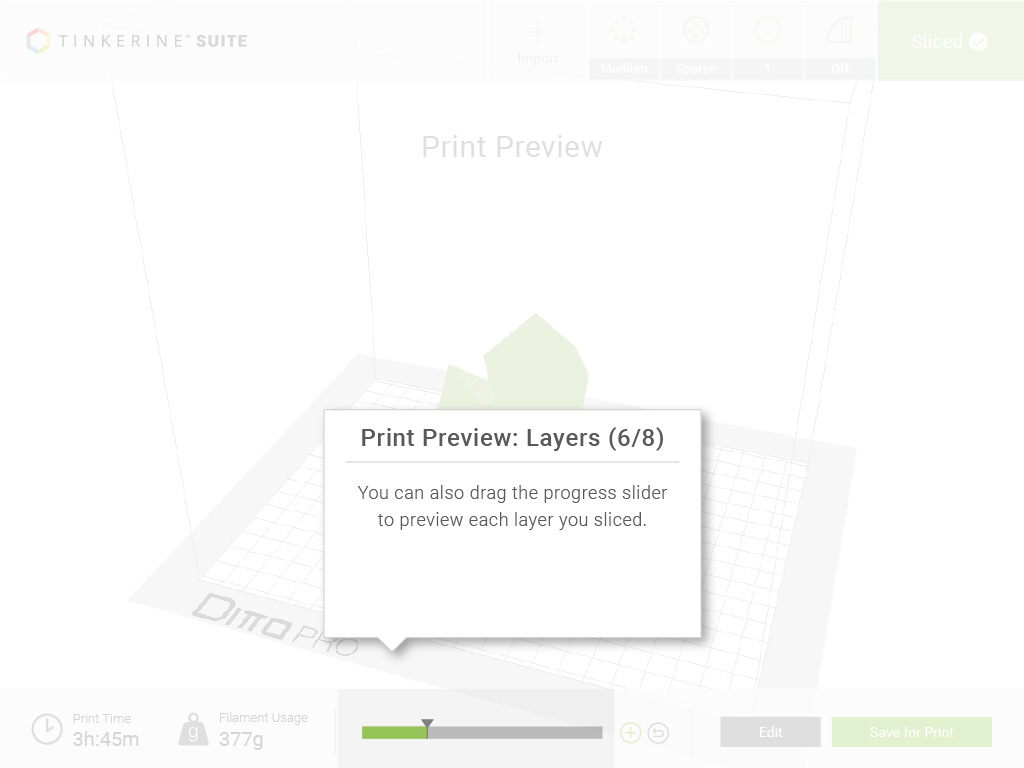 TINKERINE™ SUITE
Import
Medium
Sparse
1
Off
Sliced
Print Preview
Print Preview: Layers (6/8)
You can also drag the progress slider
to preview each layer you sliced.
DITTO PRO
Print Time
3h:45m
g
Filament Usage
377g
Edit
Save for Print